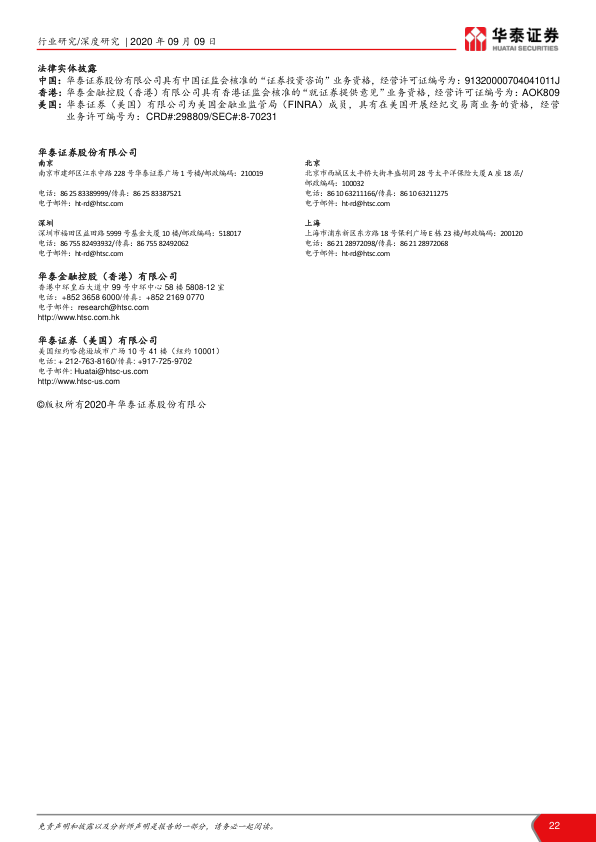 行业研究/深度研究 | 2020 年 09 月 09 日
华泰证券
HUATAI SECURITIES
法律实体披露
中国：华泰证券股份有限公司具有中国证监会核准的“证券投资咨询”业务资格，经营许可证编号为：91320000704041011J
香港：华泰金融控股（香港）有限公司具有香港证监会核准的“就证券提供意见”业务资格，经营许可证编号为：AOK809
美国：华泰证券（美国）有限公司为美国金融业监管局（FINRA）成员，具有在美国开展经纪交易商业务的资格，经营
业务许可编号为：CRD#:298809/SEC#:8-70231
华泰证券股份有限公司
南京
南京市建邺区江东中路 228 号华泰证券广场 1 号楼/邮政编码：210019
电话：86 25 83389999/传真：86 25 83387521
电子邮件：ht-rd@htsc.com
北京
北京市西城区太平桥大街丰盛胡同 28 号太平洋保险大厦 A 座 18 层/
邮政编码：100032
电话：86 10 63211166/传真：86 10 63211275
电子邮件：ht-rd@htsc.com
深圳
深圳市福田区益田路 5999 号基金大厦 10 楼/邮政编码：518017
电话：86 755 82493932/传真：86 755 82492062
电子邮件：ht-rd@htsc.com
上海
上海市浦东新区东方路 18 号保利广场 E 栋 23 楼/邮政编码：200120
电话：86 21 28972098/传真：86 21 28972068
电子邮件：ht-rd@htsc.com
华泰金融控股（香港）有限公司
香港中环皇后大道中 99 号中环中心 58 楼 5808-12 室
电话：+852 3658 6000/传真：+852 2169 0770
电子邮件：research@htsc.com
http://www.htsc.com.hk
华泰证券（美国）有限公司
美国纽约哈德逊城市广场 10 号 41 楼（纽约 10001）
电话: + 212-763-8160/传真: +917-725-9702
电子邮件: Huatai@htsc-us.com
http://www.htsc-us.com
©版权所有2020年华泰证券股份有限公
免责声明和披露以及分析师声明是报告的一部分，请务必一起阅读。
22